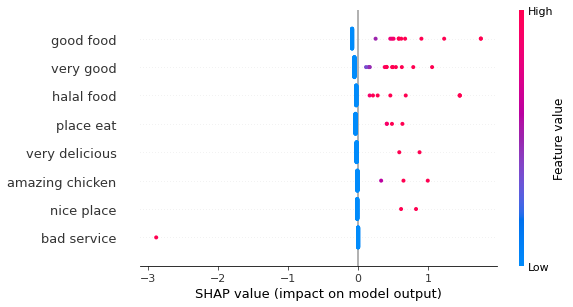 High
good food
very good
halal food
place eat
very delicious
amazing chicken
nice place
bad service
Feature value
Low
−3 −2 −1 0 1
SHAP value (impact on model output)